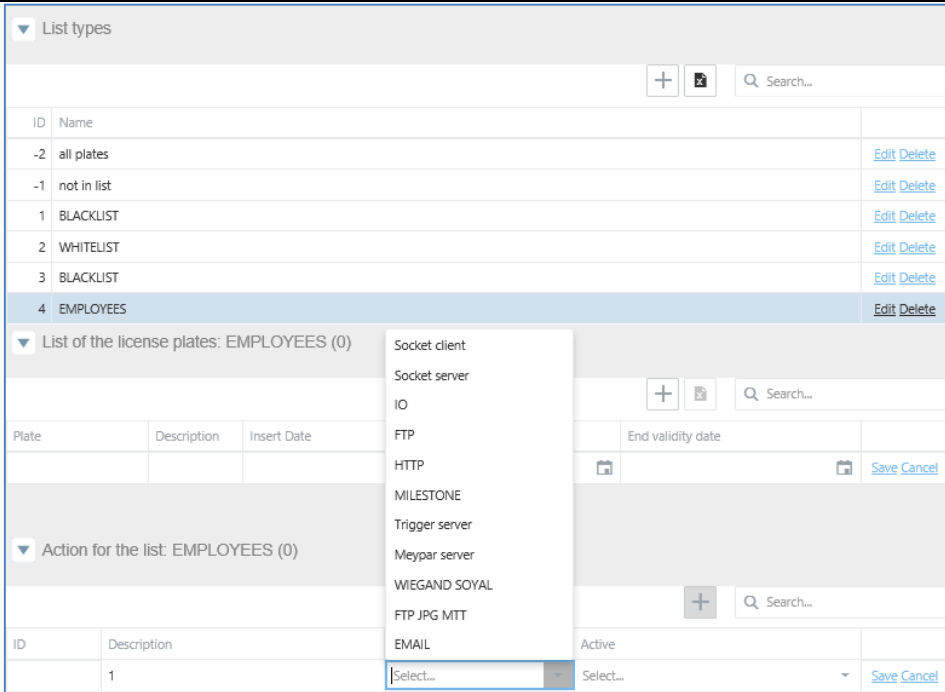 List types
Search...
ID Name
-2 all plates Edit Delete
-1 not in list Edit Delete
1 BLACKLIST Edit Delete
2 WHITELIST Edit Delete
3 BLACKLIST Edit Delete
4 EMPLOYEES Edit Delete
List of the license plates: EMPLOYEES (0)
Search...
Plate Description Insert Date End validity date
Save Cancel
Socket client
Socket server
IO
FTP
HTTP
MILESTONE
Trigger server
Meypar server
WIEGAND SOYAL
FTP JPG MTT
EMAIL
Action for the list: EMPLOYEES (0)
Search...
ID Description Active
1 Select... Select... Save Cancel